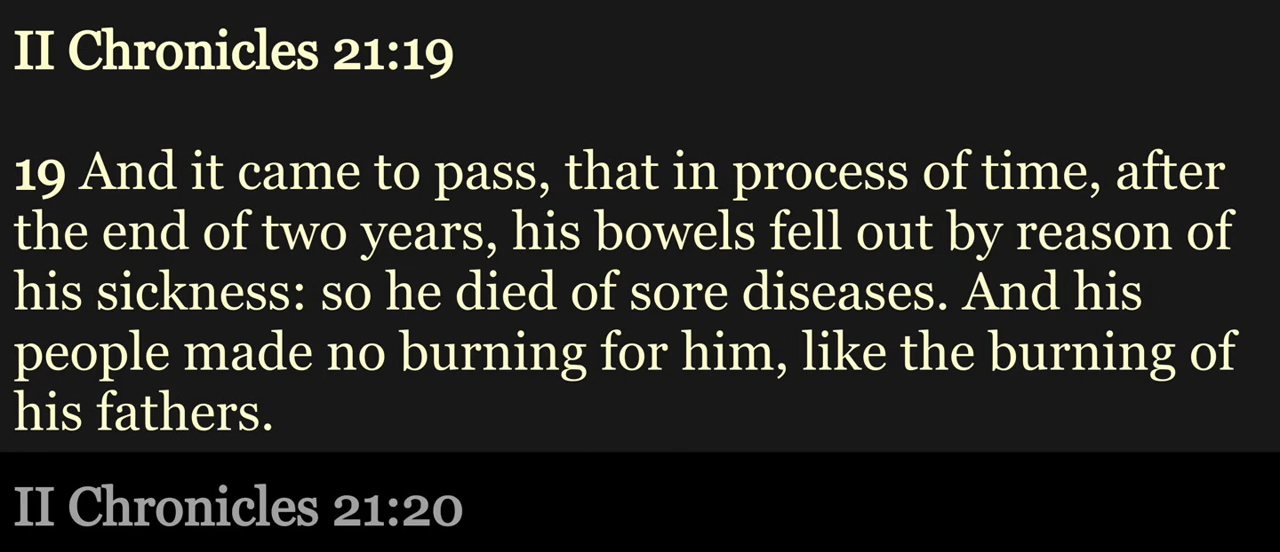 II Chronicles 21:19
19 And it came to pass, that in process of time, after
the end of two years, his bowels fell out by reason of
his sickness: so he died of sore diseases. And his
people made no burning for him, like the burning of
his fathers.
II Chronicles 21:20